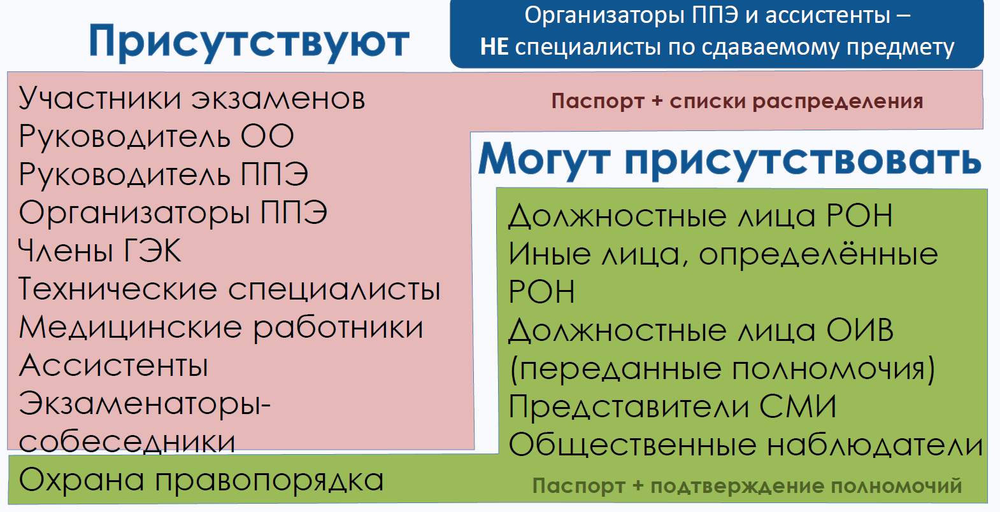 Присутствуют
Организаторы ППЭ и ассистенты –
НЕ специалисты по сдаваемому предмету
Участники экзаменов
Руководитель ОО
Руководитель ППЭ
Организаторы ППЭ
Члены ГЭК
Технические специалисты
Медицинские работники
Ассистенты
Экзаменаторы-
собеседники
Охрана правопорядка
Паспорт + списки распределения
Могут присутствовать
Должностные лица РОН
Иные лица, определённые
РОН
Должностные лица ОИВ
(переданные полномочия)
Представители СМИ
Общественные наблюдатели
Паспорт + подтверждение полномочий